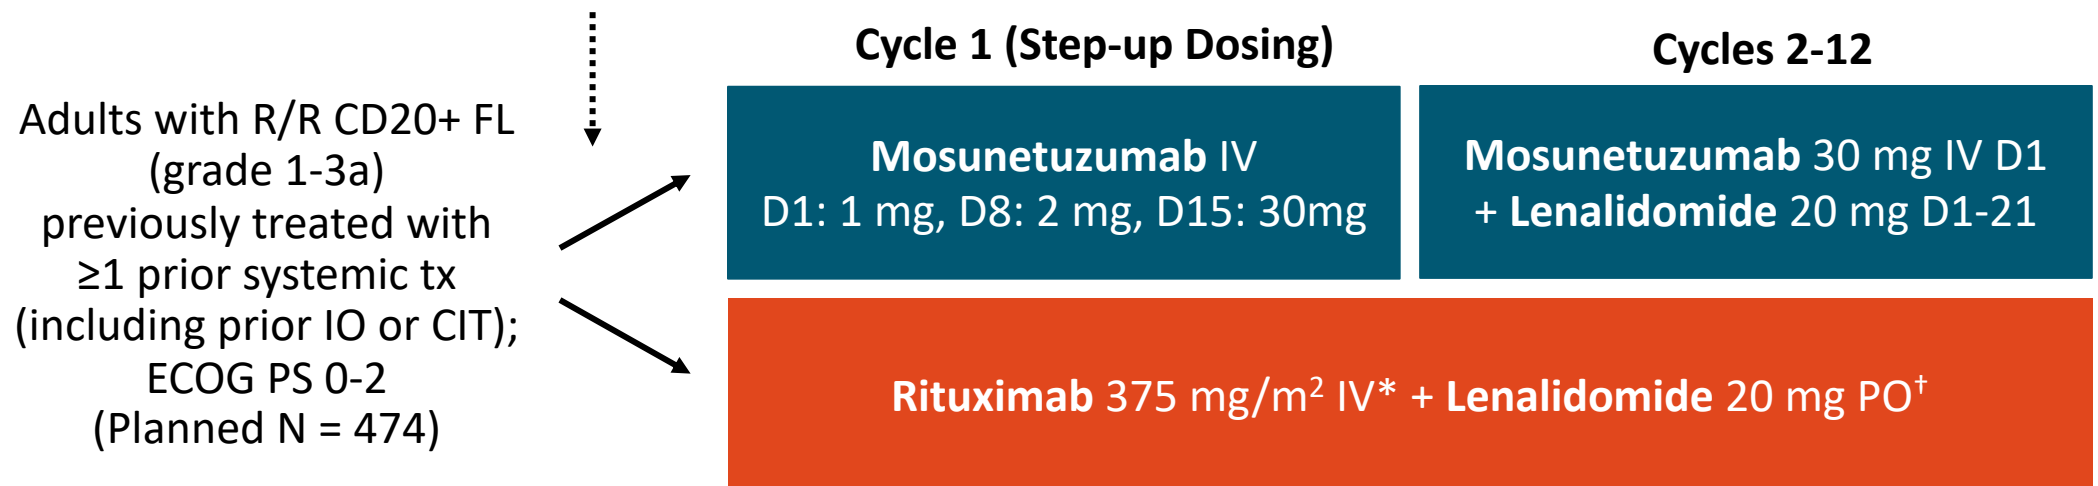 Adults with R/R CD20+ FL
(grade 1-3a)
previously treated with
≥1 prior systemic tx
(including prior IO or CIT);
ECOG PS 0-2
(Planned N = 474)
Cycle 1 (Step-up Dosing)
Mosunetuzumab IV
D1: 1 mg, D8: 2 mg, D15: 30mg
Cycles 2-12
Mosunetuzumab 30 mg IV D1
+ Lenalidomide 20 mg D1-21
Rituximab 375 mg/m² IV* + Lenalidomide 20 mg PO†